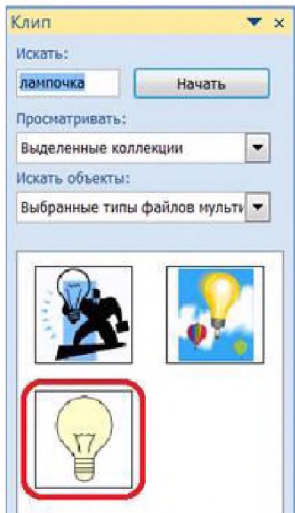 Клип
Искать:
лампочка
Начать
Просматривать:
Выделенные коллекции
Искать объекты:
Выбранные типы файлов мульти